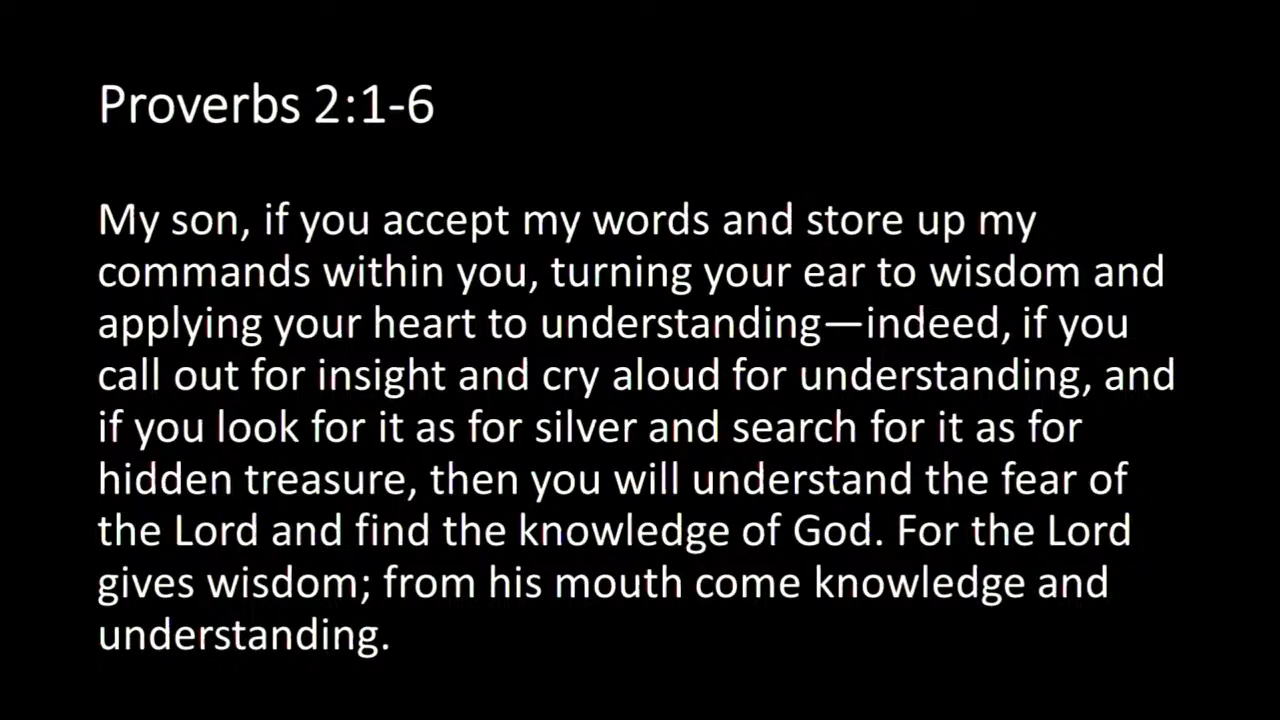 Proverbs 2:1-6
My son, if you accept my words and store up my
commands within you, turning your ear to wisdom and
applying your heart to understanding—indeed, if you
call out for insight and cry aloud for understanding, and
if you look for it as for silver and search for it as for
hidden treasure, then you will understand the fear of
the Lord and find the knowledge of God. For the Lord
gives wisdom; from his mouth come knowledge and
understanding.